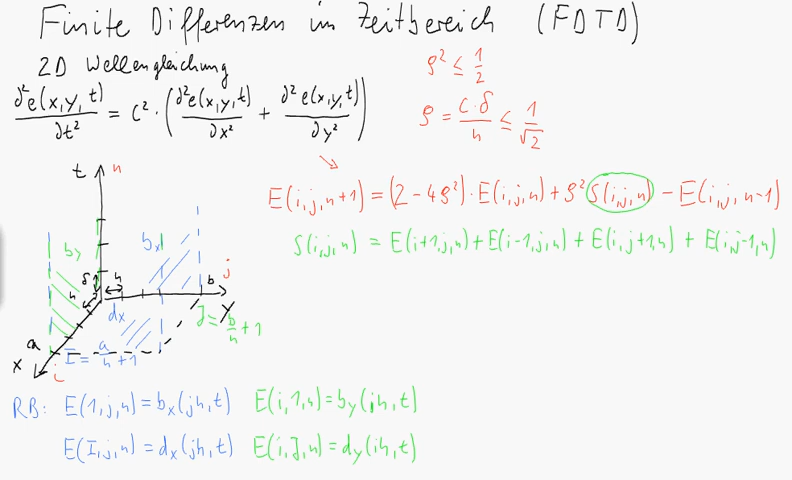 Finite Differenzen im Zeitbereich (FDTD)
2D Wellengleichung
∂²e(x,y,t)/∂t² = c² · (∂²e(x,y,t)/∂x² + ∂²e(x,y,t)/∂y²)
ρ² ≤ 1/2
ρ = c·δ/h ≤ 1/√2
E(i,j,n+1) = (2-4ρ²)·E(i,j,n) + ρ² S(i,j,n) - E(i,j,n-1)
S(i,j,n) = E(i+1,j,n) + E(i-1,j,n) + E(i,j+1,n) + E(i,j-1,n)
t n
by bx
δ h j
h b
dx y
J = b/h + 1
a
I = a/h + 1
x i
RB: E(1,j,n) = bx(jh,t) E(i,1,n) = by(ih,t)
E(I,j,n) = dx(jh,t) E(i,J,n) = dy(ih,t)